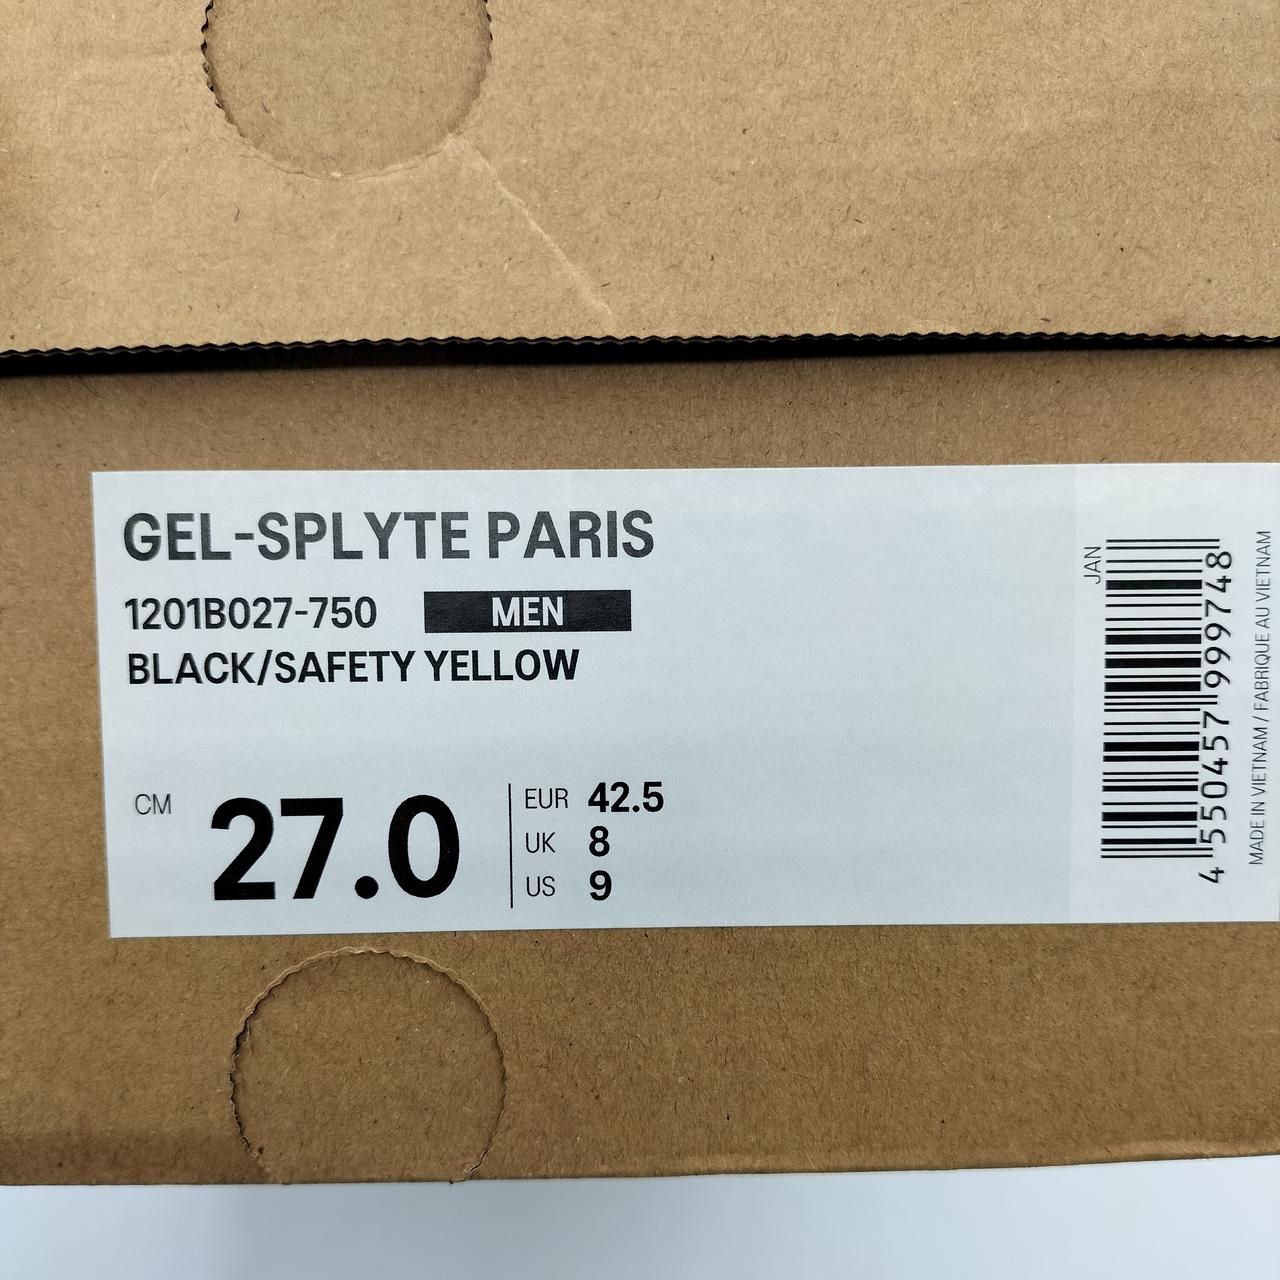 GEL-SPLYTE PARIS
1201B027-750 MEN
BLACK/SAFETY YELLOW
CM 27.0
EUR 42.5
UK 8
US 9
JAN
4 550457 999748
MADE IN VIETNAM / FABRIQUE AU VIETNAM